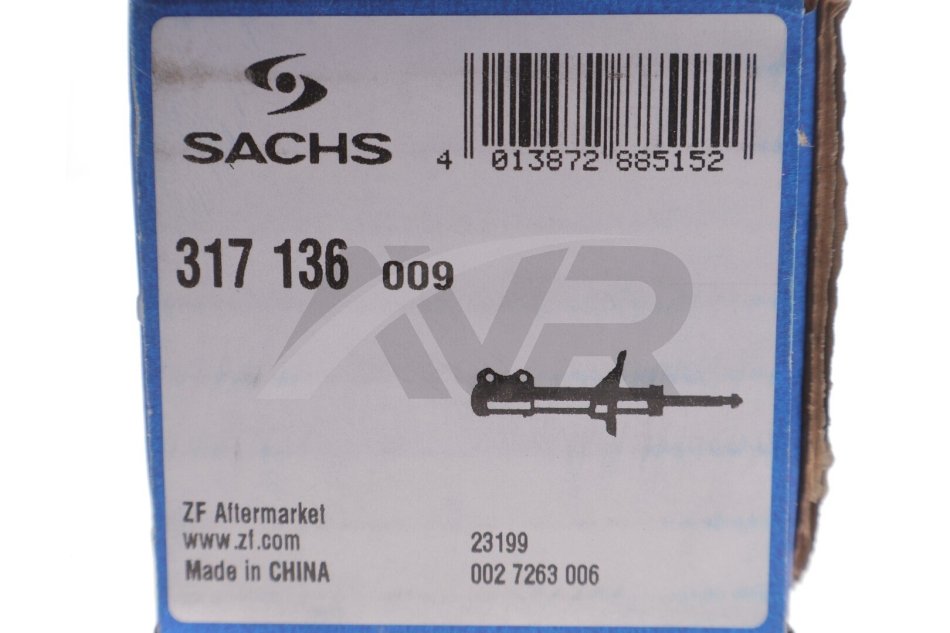 SACHS
4 013872 885152
317 136 009
AVR
ZF Aftermarket
www.zf.com
Made in CHINA
23199
002 7263 006